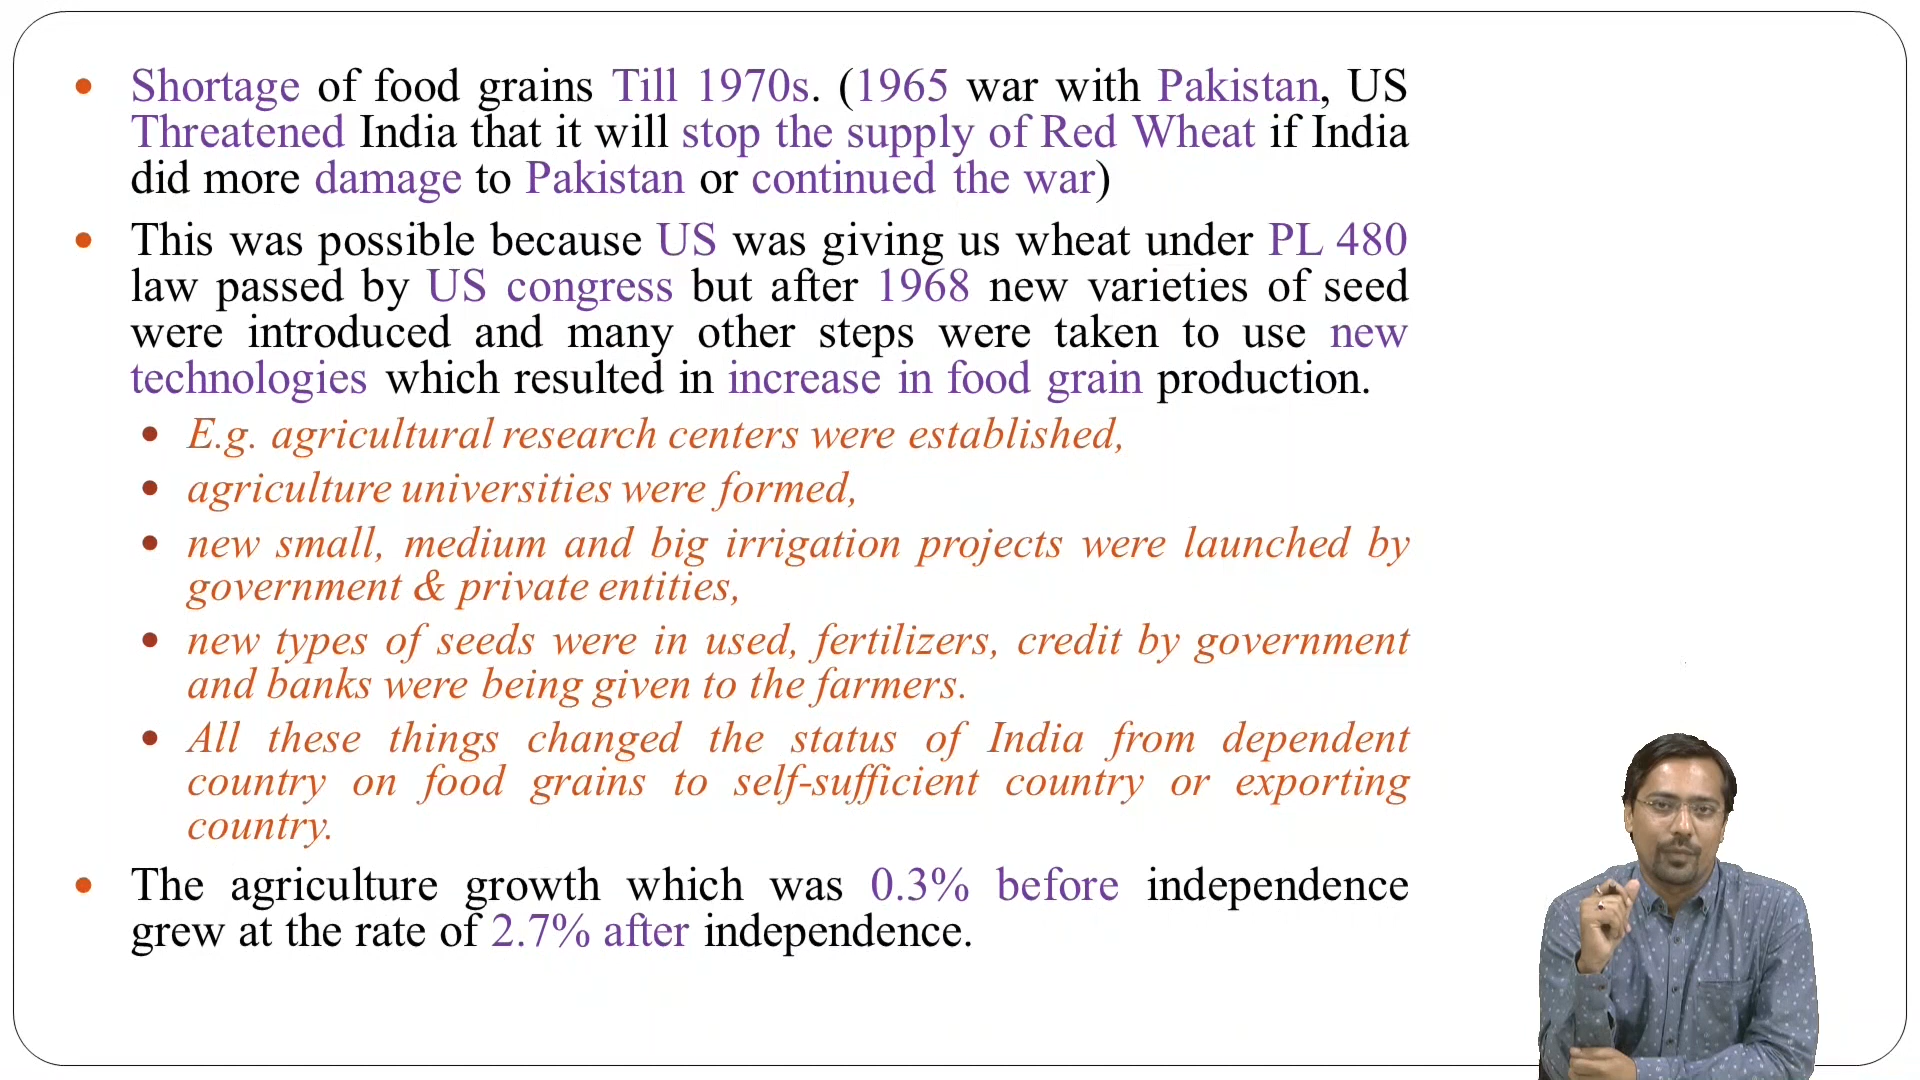 Shortage of food grains Till 1970s. (1965 war with Pakistan, US
Threatened India that it will stop the supply of Red Wheat if India
did more damage to Pakistan or continued the war)
This was possible because US was giving us wheat under PL 480
law passed by US congress but after 1968 new varieties of seed
were introduced and many other steps were taken to use new
technologies which resulted in increase in food grain production.
E.g. agricultural research centers were established,
agriculture universities were formed,
new small, medium and big irrigation projects were launched by
government & private entities,
new types of seeds were in used, fertilizers, credit by government
and banks were being given to the farmers.
All these things changed the status of India from dependent
country on food grains to self-sufficient country or exporting
country.
The agriculture growth which was 0.3% before independence
grew at the rate of 2.7% after independence.